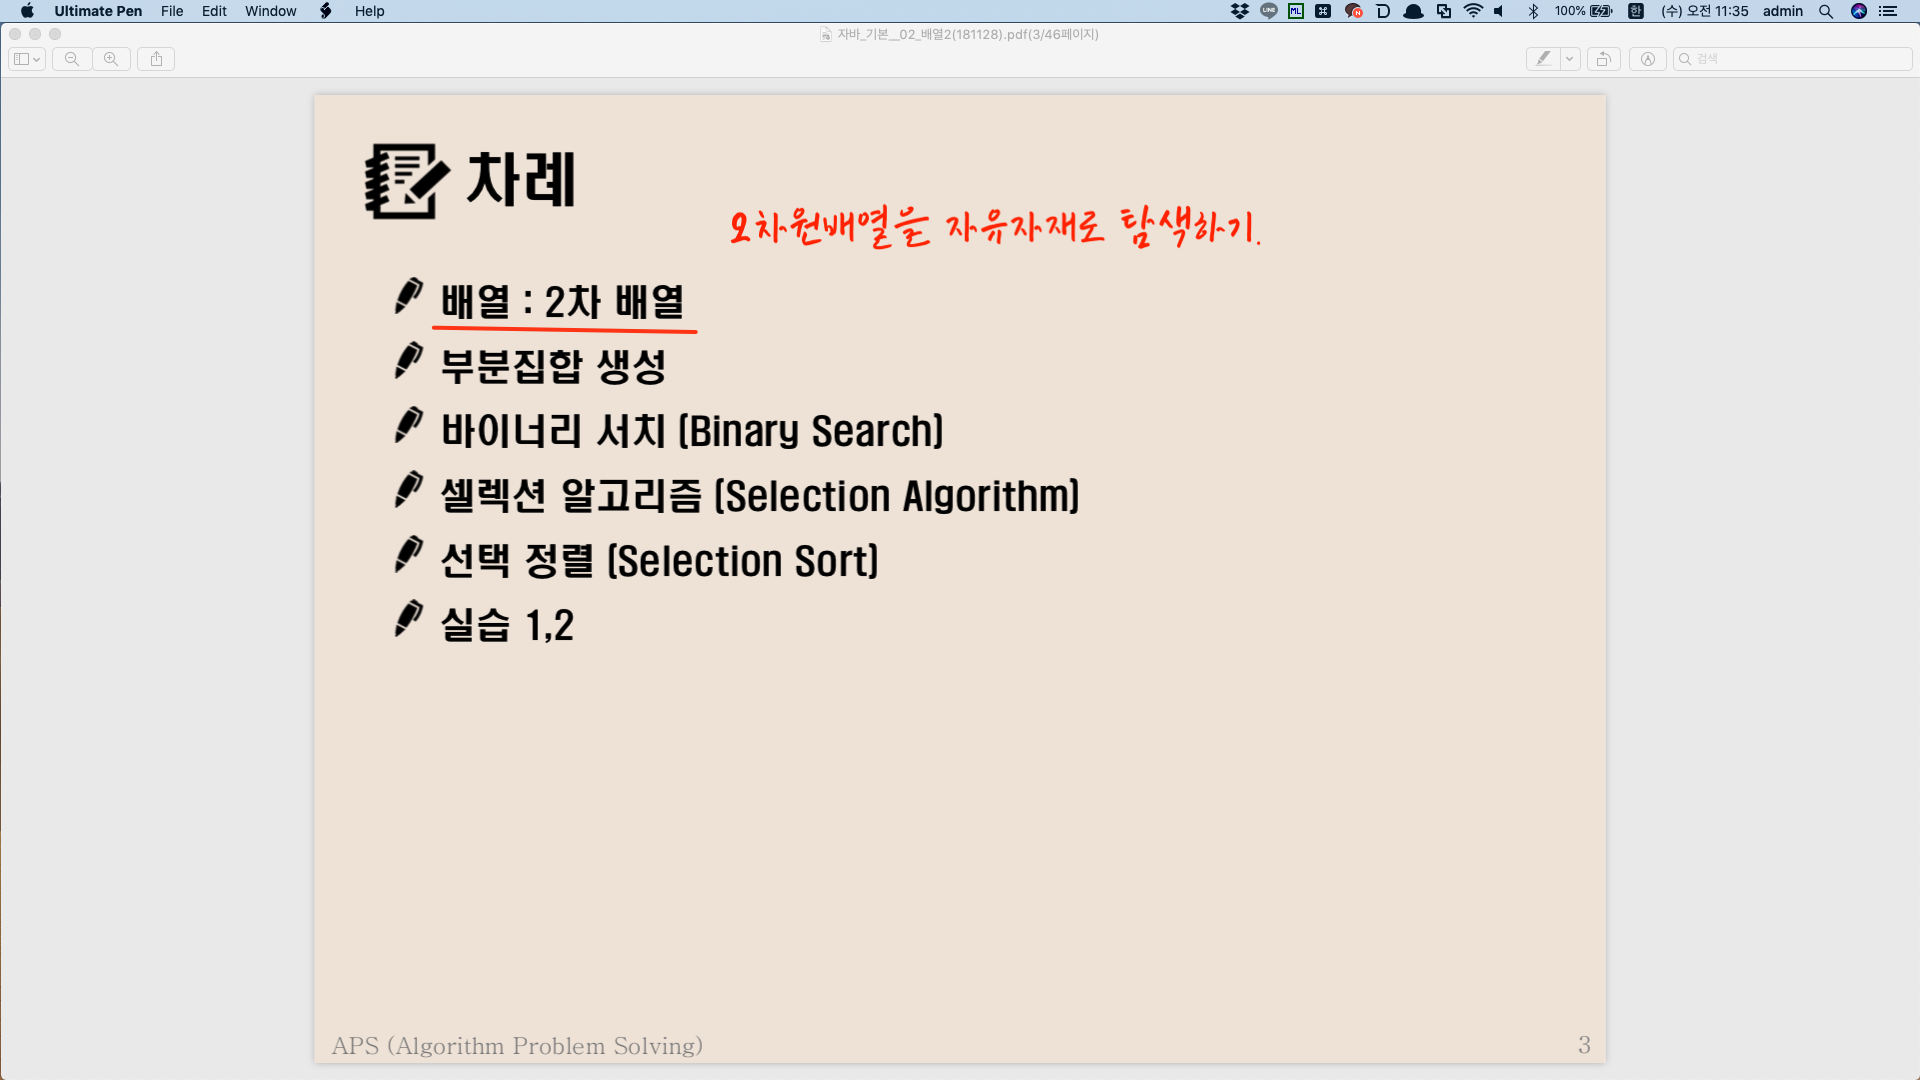 Ultimate Pen File Edit Window Help 100% 한 (수) 오전 11:35 admin
자바_기본__02_배열2(181128).pdf(3/46페이지)
검색
차례
오차원배열을 자유자재로 탐색하기.
배열 : 2차 배열
부분집합 생성
바이너리 서치 (Binary Search)
셀렉션 알고리즘 (Selection Algorithm)
선택 정렬 (Selection Sort)
실습 1,2
APS (Algorithm Problem Solving)
3